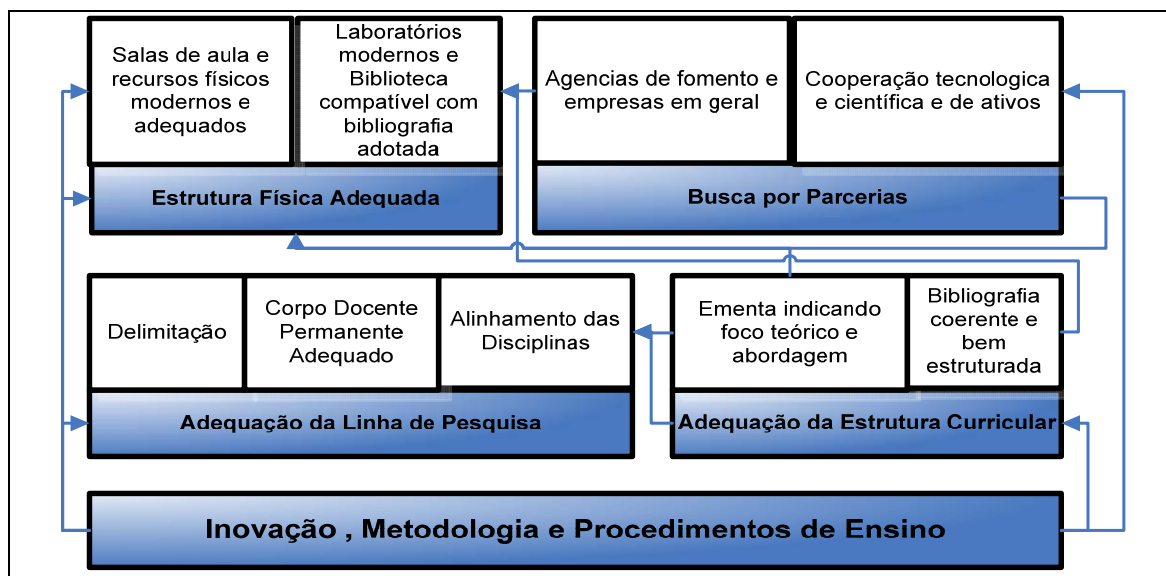 Salas de aula e
recursos físicos
modernos e
adequados
Laboratórios
modernos e
Biblioteca
compatível com
bibliografia
adotada
Estrutura Física Adequada
Agencias de fomento e
empresas em geral
Cooperação tecnologica
e científica e de ativos
Busca por Parcerias
Delimitação
Corpo Docente
Permanente
Adequado
Alinhamento das
Disciplinas
Adequação da Linha de Pesquisa
Ementa indicando
foco teórico e
abordagem
Bibliografia
coerente e
bem
estruturada
Adequação da Estrutura Curricular
Inovação , Metodologia e Procedimentos de Ensino